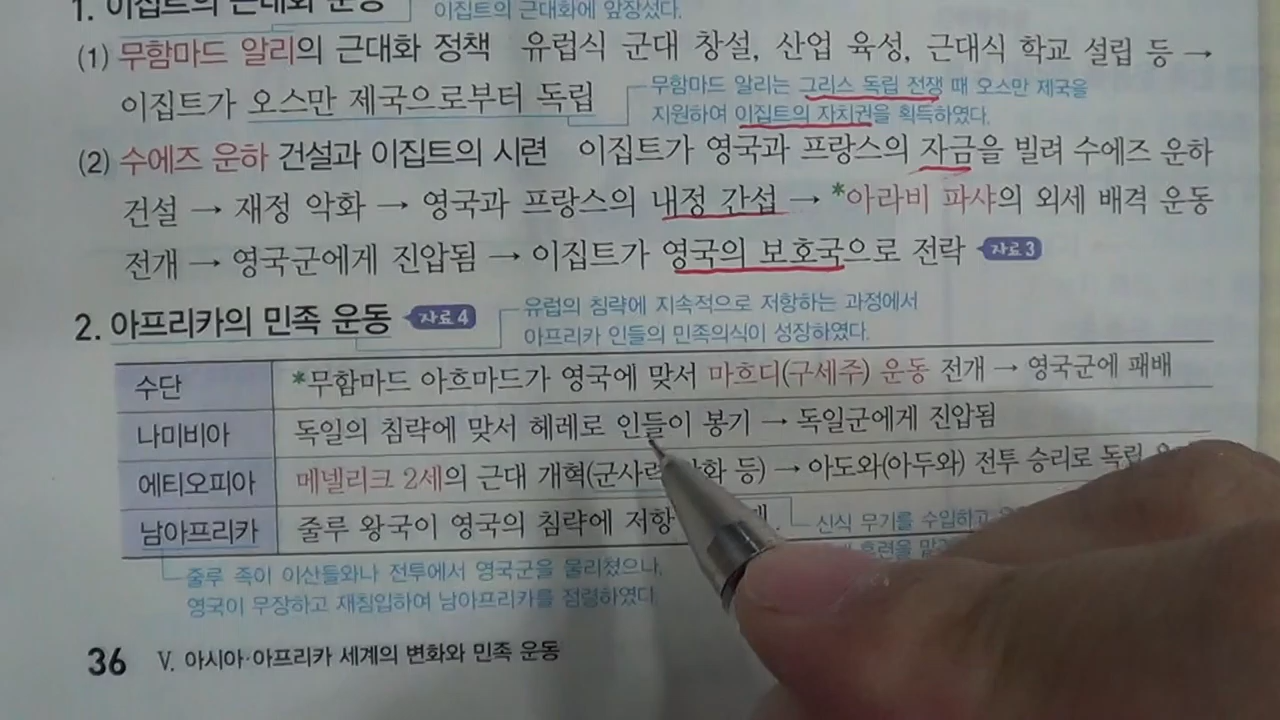 1. 이집트의 근대화 운동
이집트의 근대화에 앞장섰다.
(1) 무함마드 알리의 근대화 정책 유럽식 군대 창설, 산업 육성, 근대식 학교 설립 등 →
이집트가 오스만 제국으로부터 독립
무함마드 알리는 그리스 독립 전쟁 때 오스만 제국을
지원하여 이집트의 자치권을 획득하였다.
(2) 수에즈 운하 건설과 이집트의 시련 이집트가 영국과 프랑스의 자금을 빌려 수에즈 운하
건설 → 재정 악화 → 영국과 프랑스의 내정 간섭 → *아라비 파샤의 외세 배격 운동
전개 → 영국군에게 진압됨 → 이집트가 영국의 보호국으로 전락 자료 3
2. 아프리카의 민족 운동 자료 4
유럽의 침략에 지속적으로 저항하는 과정에서
아프리카 인들의 민족의식이 성장하였다.
수단 *무함마드 아흐마드가 영국에 맞서 마흐디(구세주) 운동 전개 → 영국군에 패배
나미비아 독일의 침략에 맞서 헤레로 인들이 봉기 → 독일군에게 진압됨
에티오피아 메넬리크 2세의 근대 개혁(군사력 화 등) → 아도와(아두와) 전투 승리로 독립
남아프리카 줄루 왕국이 영국의 침략에 저항
신식 무기를 수입하고
훈련을
줄루 족이 이산들와나 전투에서 영국군을 물리쳤으나,
영국이 무장하고 재침입하여 남아프리카를 점령하였다.
36 V. 아시아·아프리카 세계의 변화와 민족 운동